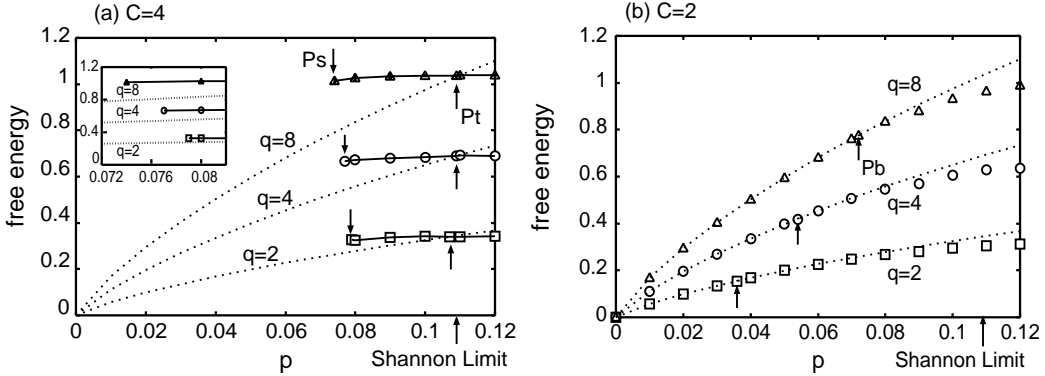 (a) C=4
free energy
1.2
1
0.8
0.6
0.4
0.2
0
0
0.02
0.04
0.06
0.08
0.1
0.12
p
Shannon Limit
Ps
Pt
q=8
q=4
q=2
1.2
0.8
0.4
0
0.072
0.076
0.08
q=8
q=4
q=2
(b) C=2
free energy
1.2
1
0.8
0.6
0.4
0.2
0
0
0.02
0.04
0.06
0.08
0.1
0.12
p
Shannon Limit
q=8
Pb
q=4
q=2